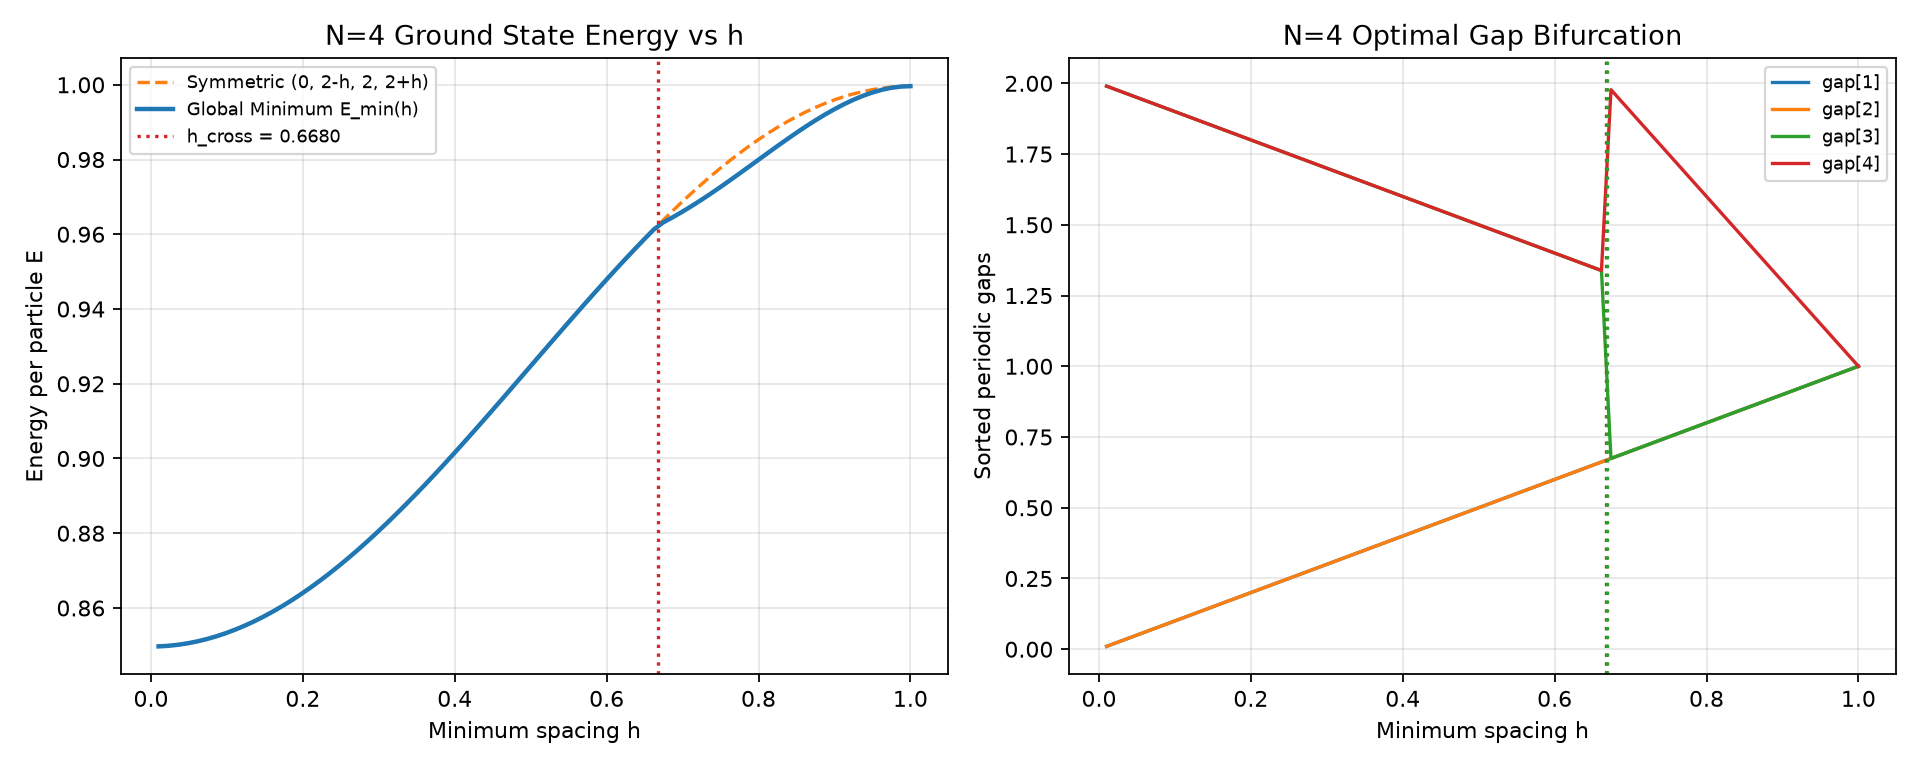 N=4 Ground State Energy vs h
Symmetric (0, 2-h, 2, 2+h)
Global Minimum E_min(h)
h_cross = 0.6680
Energy per particle E
1.00
0.98
0.96
0.94
0.92
0.90
0.88
0.86
0.0 0.2 0.4 0.6 0.8 1.0
Minimum spacing h
N=4 Optimal Gap Bifurcation
gap[1]
gap[2]
gap[3]
gap[4]
Sorted periodic gaps
2.00
1.75
1.50
1.25
1.00
0.75
0.50
0.25
0.00
0.0 0.2 0.4 0.6 0.8 1.0
Minimum spacing h